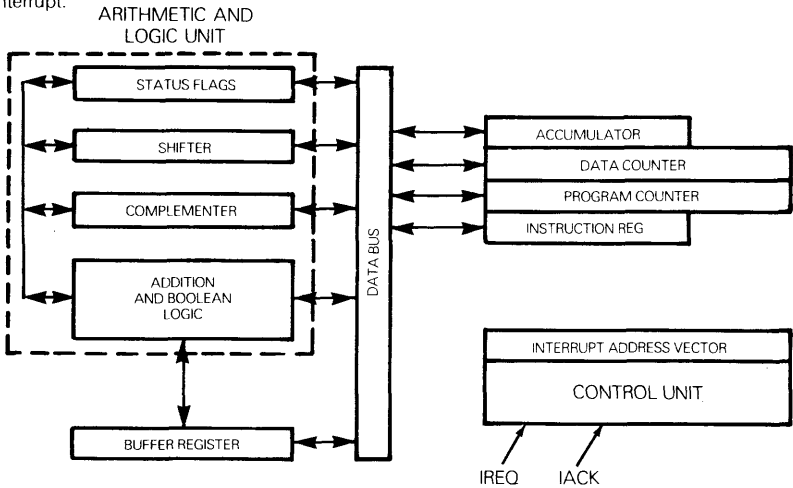 interrupt.
ARITHMETIC AND
LOGIC UNIT
STATUS FLAGS
SHIFTER
COMPLEMENTER
ADDITION
AND BOOLEAN
LOGIC
BUFFER REGISTER
DATA BUS
ACCUMULATOR
DATA COUNTER
PROGRAM COUNTER
INSTRUCTION REG
INTERRUPT ADDRESS VECTOR
CONTROL UNIT
IREQ IACK